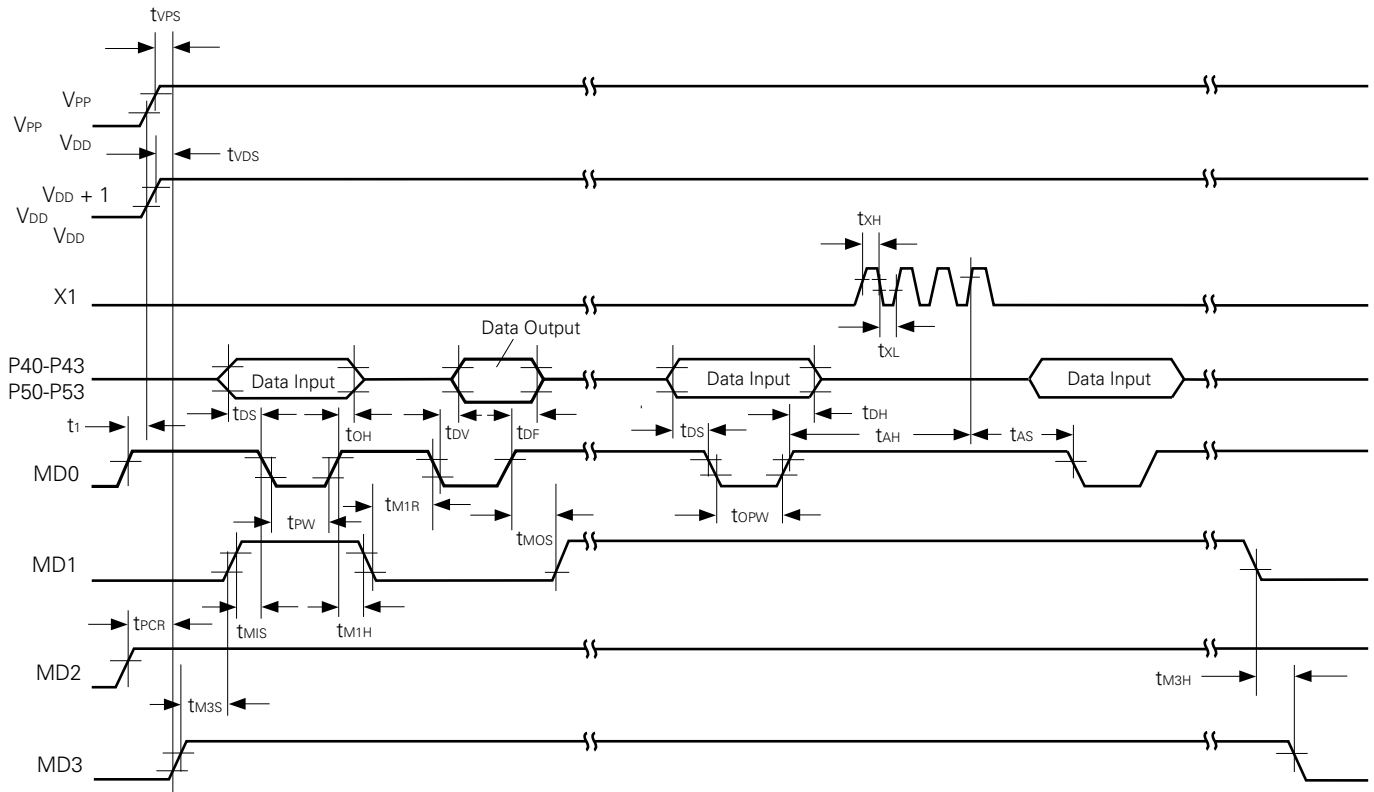 tVPS
VPP
VPP
VDD
tVDS
VDD + 1
VDD
VDD
tXH
X1
tXL
Data Output
P40-P43
P50-P53
Data Input
Data Input
Data Input
t1
tDS
tOH
tDV
tDF
tDS
tDH
tAH
tAS
MD0
tPW
tM1R
tMOS
tOPW
MD1
tPCR
tMIS
tM1H
MD2
tM3S
tM3H
MD3